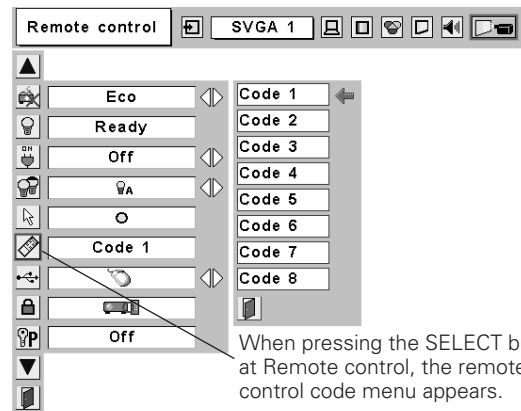 Remote control
SVGA 1
Eco
Ready
ON
Off
A
Code 1
P
Off
Code 1
Code 2
Code 3
Code 4
Code 5
Code 6
Code 7
Code 8
When pressing the SELECT
at Remote control, the remote
control code menu appears.